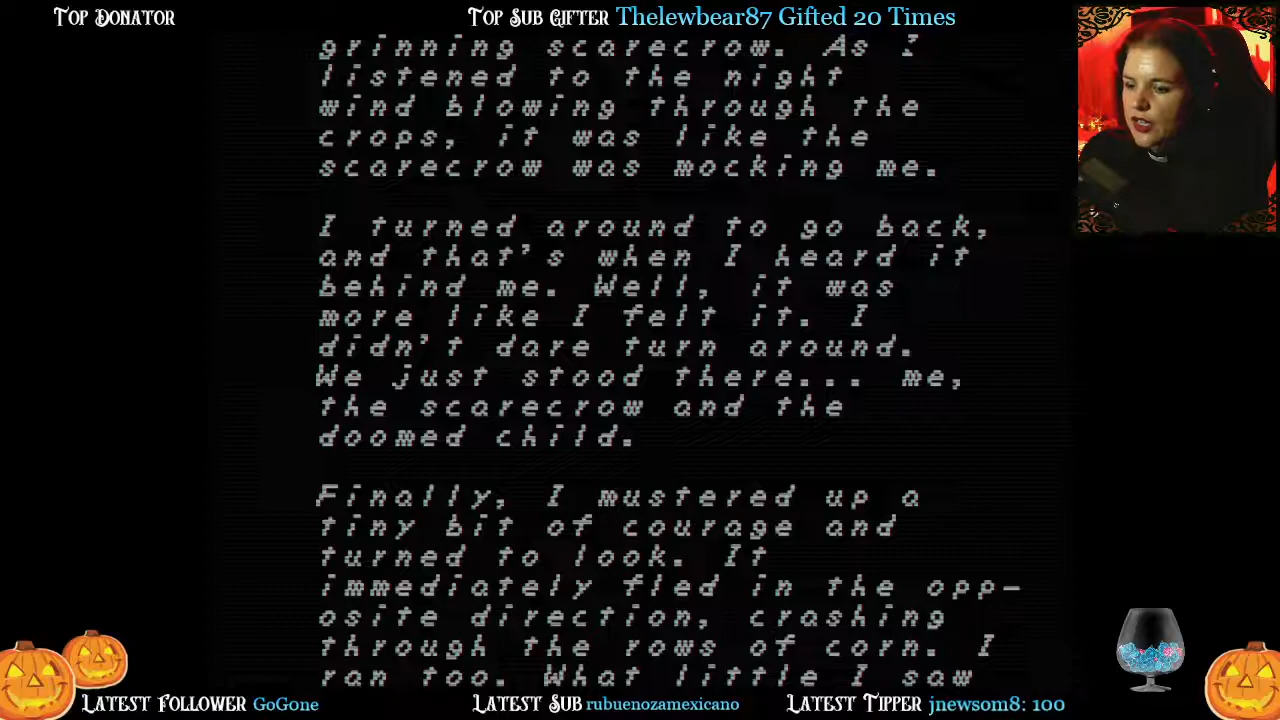 Top Donator
Top Sub Gifter Thelewbear87 Gifted 20 Times
grinning scarecrow. As I
listened to the night
wind blowing through the
crops, it was like the
scarecrow was mocking me.
I turned around to go back,
and that's when I heard it
behind me. Well, it was
more like I felt it. I
didn't dare turn around.
We just stood there... me,
the scarecrow and the
doomed child.
Finally, I mustered up a
tiny bit of courage and
turned to look. It
immediately fled in the opp-
osite direction, crashing
through the rows of corn. I
ran too. What little I saw
Latest Follower GoGone
Latest Sub rubuenozamexicano
Latest Tipper jnewsom8: 100